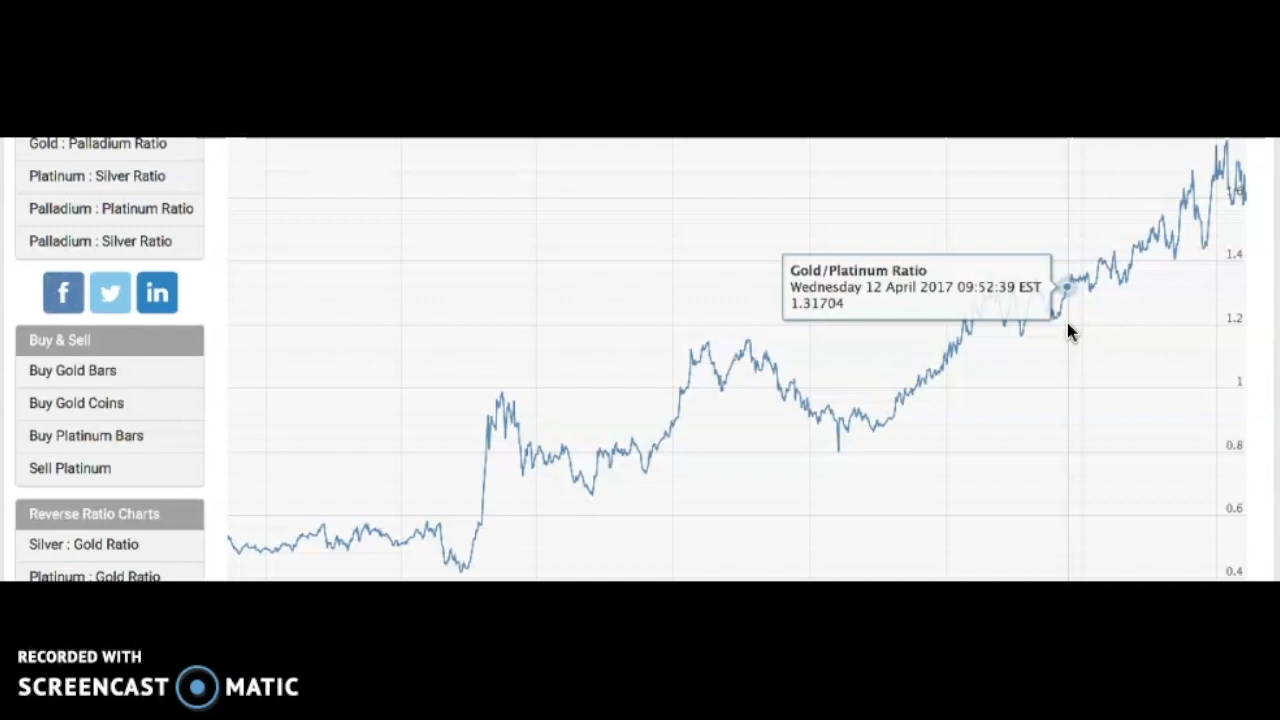 Gold : Palladium Ratio
Platinum : Silver Ratio
Palladium : Platinum Ratio
Palladium : Silver Ratio
f
in
Buy & Sell
Buy Gold Bars
Buy Gold Coins
Buy Platinum Bars
Sell Platinum
Reverse Ratio Charts
Silver : Gold Ratio
Platinum : Gold Ratio
Gold/Platinum Ratio
Wednesday 12 April 2017 09:52:39 EST
1.31704
1.6
1.4
1.2
1
0.8
0.6
0.4
RECORDED WITH
SCREENCAST MATIC